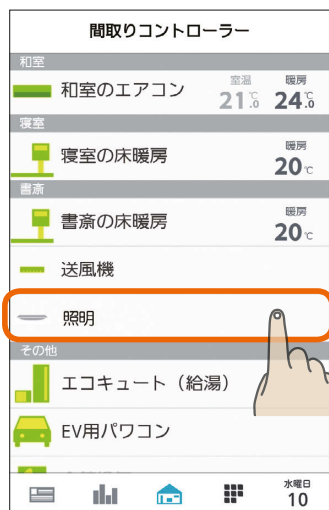 間取りコントローラー
和室
和室のエアコン 室温 21.0℃ 暖房 24.0℃
寝室
寝室の床暖房 暖房 20℃
書斎
書斎の床暖房 暖房 20℃
送風機
照明
その他
エコキュート（給湯）
EV用パワコン
水曜日
10